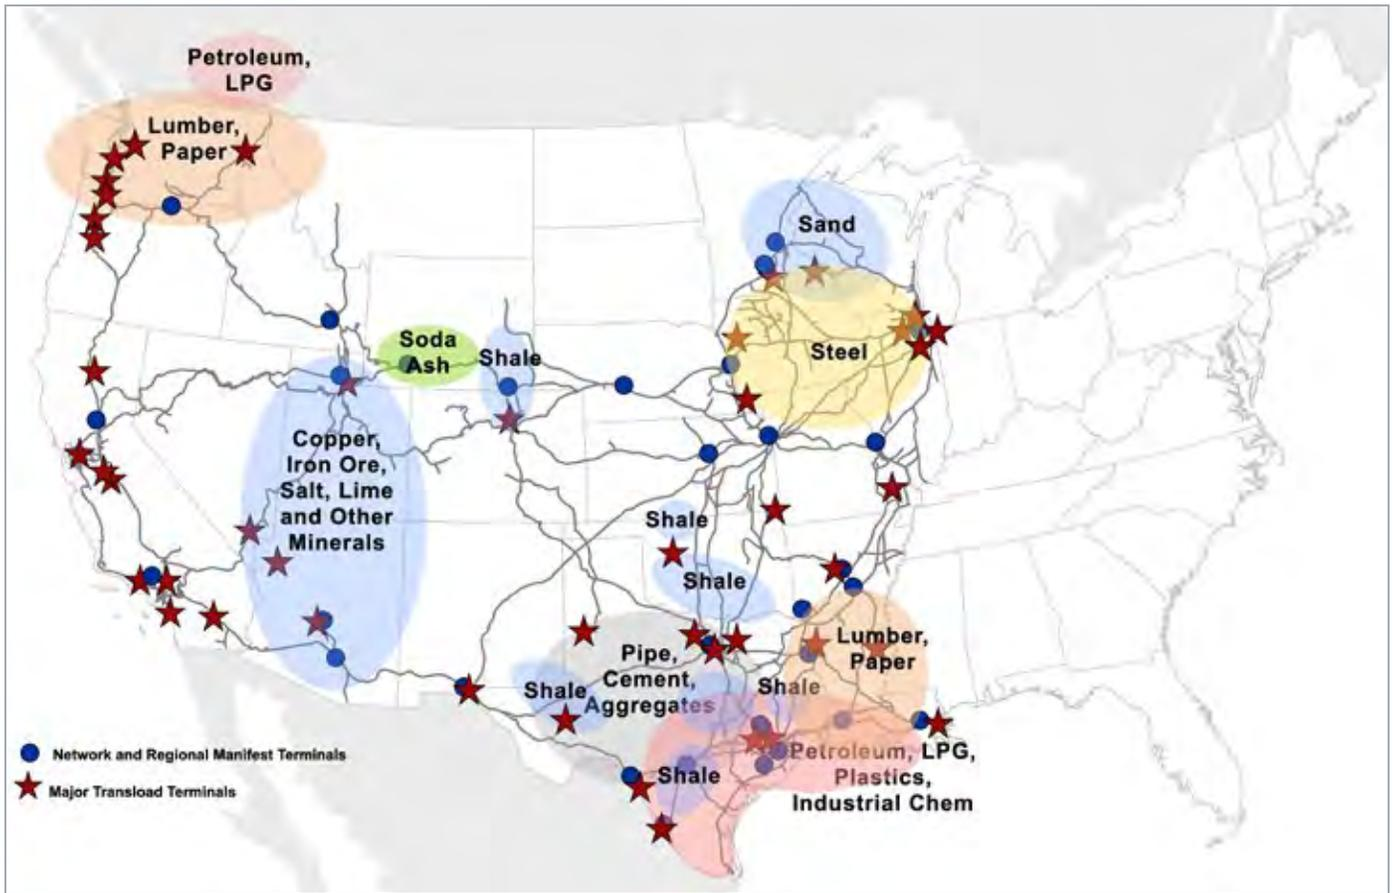 Petroleum,
LPG
Lumber,
Paper
Sand
Soda
Ash
Shale
Steel
Copper,
Iron Ore,
Salt, Lime
and Other
Minerals
Shale
Shale
Lumber,
Paper
Pipe,
Cement,
Aggregates
Shale
Shale
Petroleum, LPG,
Plastics,
Industrial Chem
Shale
Network and Regional Manifest Terminals
Major Transload Terminals